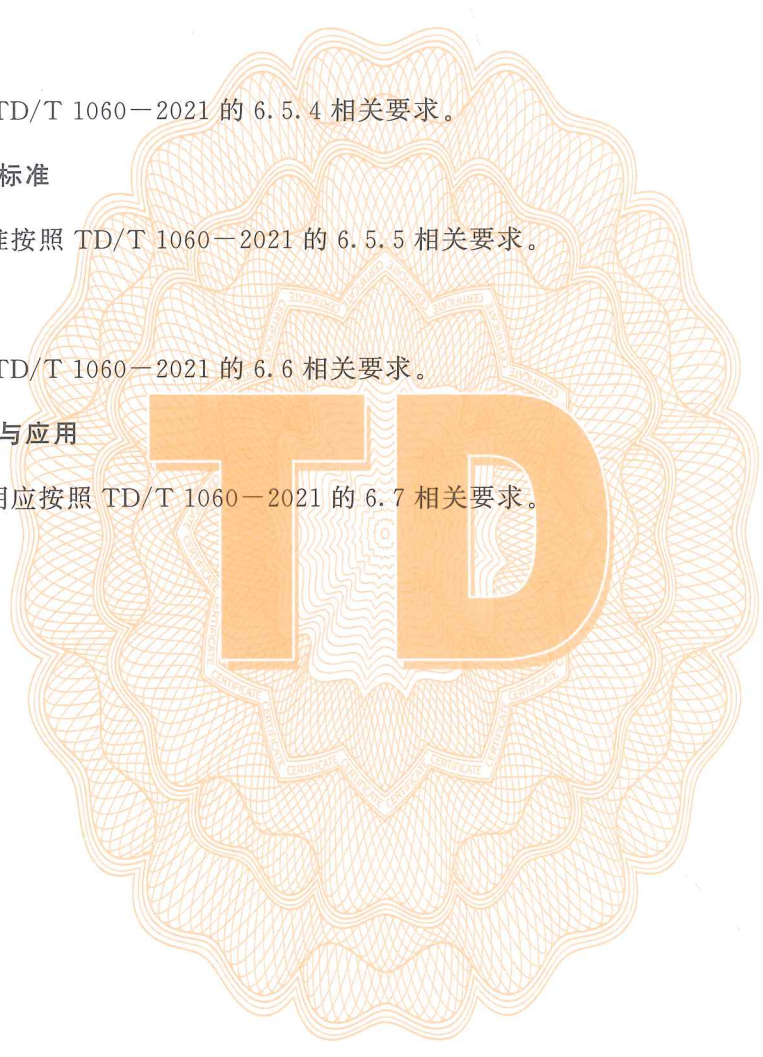 TD/T 1060—2021 的 6.5.4 相关要求。
标准
按照 TD/T 1060—2021 的 6.5.5 相关要求。
TD/T 1060—2021 的 6.6 相关要求。
与应用
应按照 TD/T 1060—2021 的 6.7 相关要求。
TD
CERTIFICATE